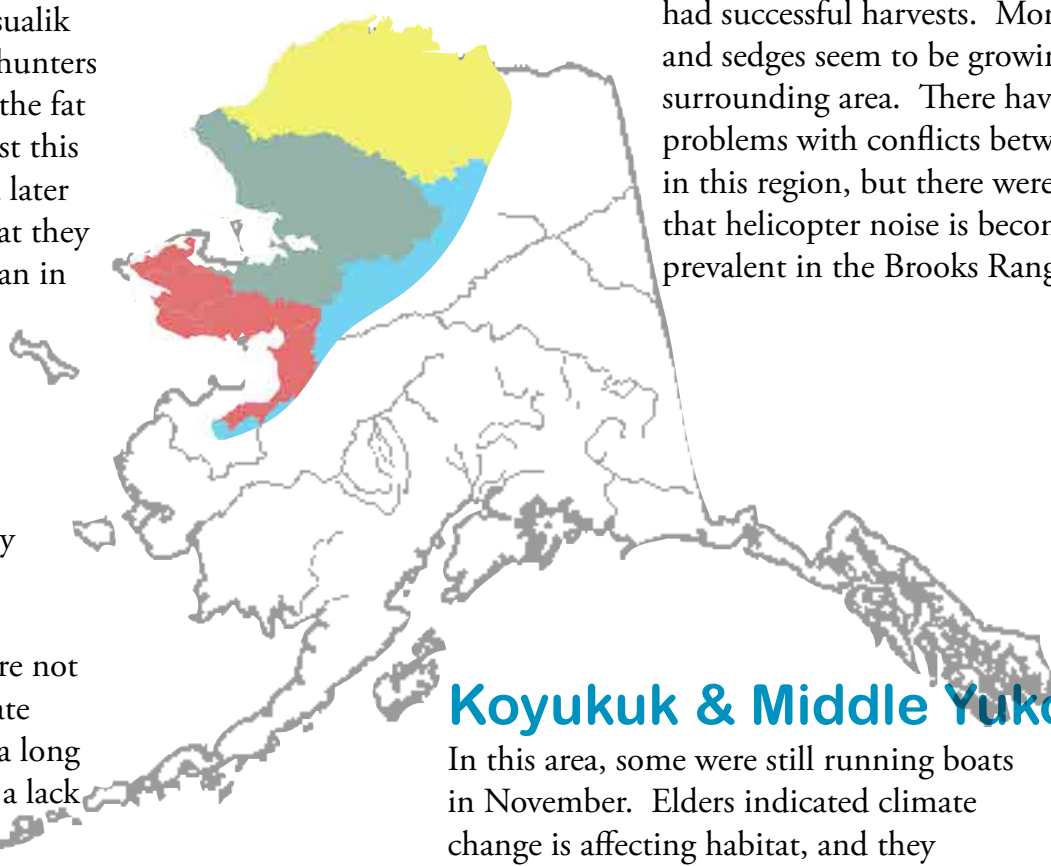 sualik
hunters
the fat
st this
later
at they
an in
y
re not
ate
a long
a lack
had successful harvests. Mor
and sedges seem to be growin
surrounding area. There hav
problems with conflicts betw
in this region, but there were
that helicopter noise is becon
prevalent in the Brooks Rang
Koyukuk & Middle Yuko
In this area, some were still running boats
in November. Elders indicated climate
change is affecting habitat, and they